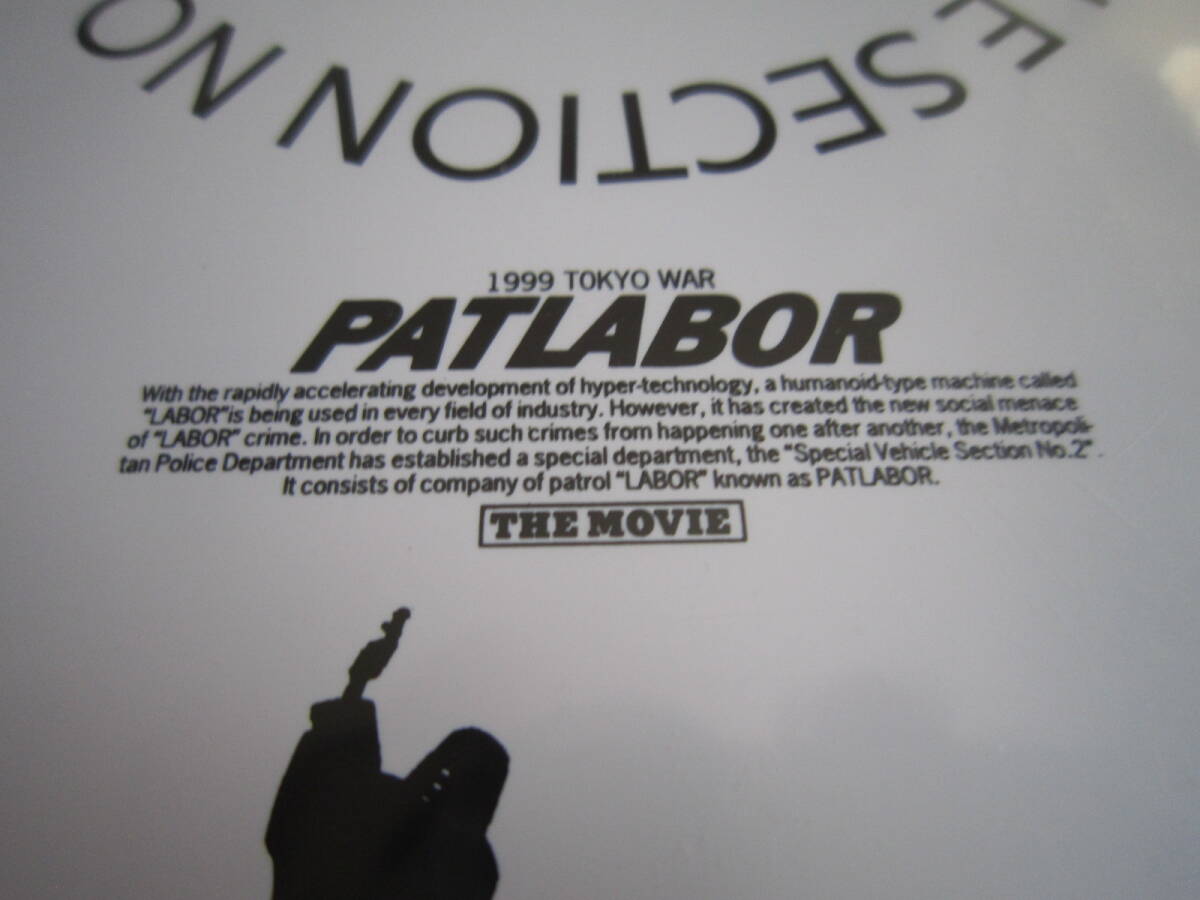 E SECTION NO
1999 TOKYO WAR
PATLABOR
With the rapidly accelerating development of hyper-technology, a humanoid-type machine called
"LABOR"is being used in every field of industry. However, it has created the new social menace
of "LABOR" crime. In order to curb such crimes from happening one after another, the Metropoli-
tan Police Department has established a special department, the "Special Vehicle Section No.2".
It consists of company of patrol "LABOR" known as PATLABOR.
THE MOVIE